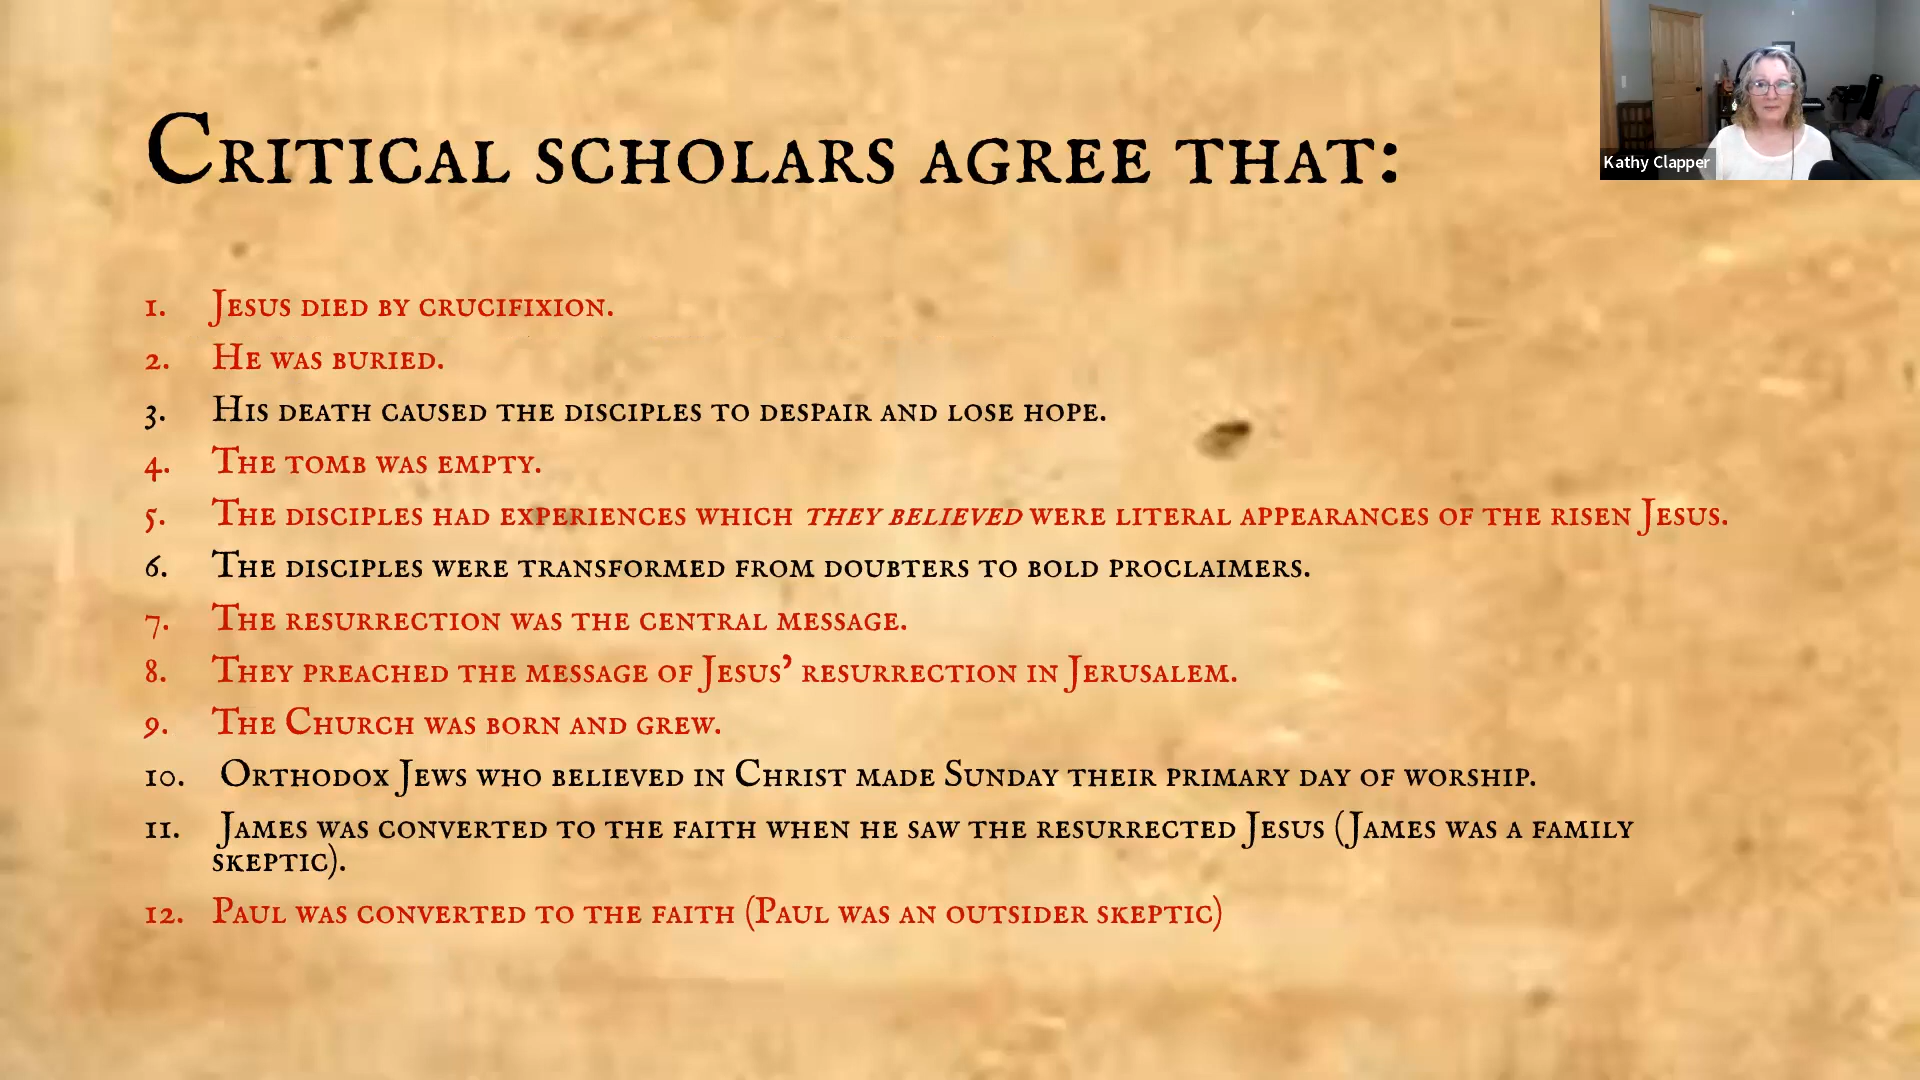 Critical scholars agree that:
Kathy Clapper
1. Jesus died by crucifixion.
2. He was buried.
3. His death caused the disciples to despair and lose hope.
4. The tomb was empty.
5. The disciples had experiences which they believed were literal appearances of the risen Jesus.
6. The disciples were transformed from doubters to bold proclaimers.
7. The resurrection was the central message.
8. They preached the message of Jesus’ resurrection in Jerusalem.
9. The Church was born and grew.
10. Orthodox Jews who believed in Christ made Sunday their primary day of worship.
11. James was converted to the faith when he saw the resurrected Jesus (James was a family
skeptic).
12. Paul was converted to the faith (Paul was an outsider skeptic)